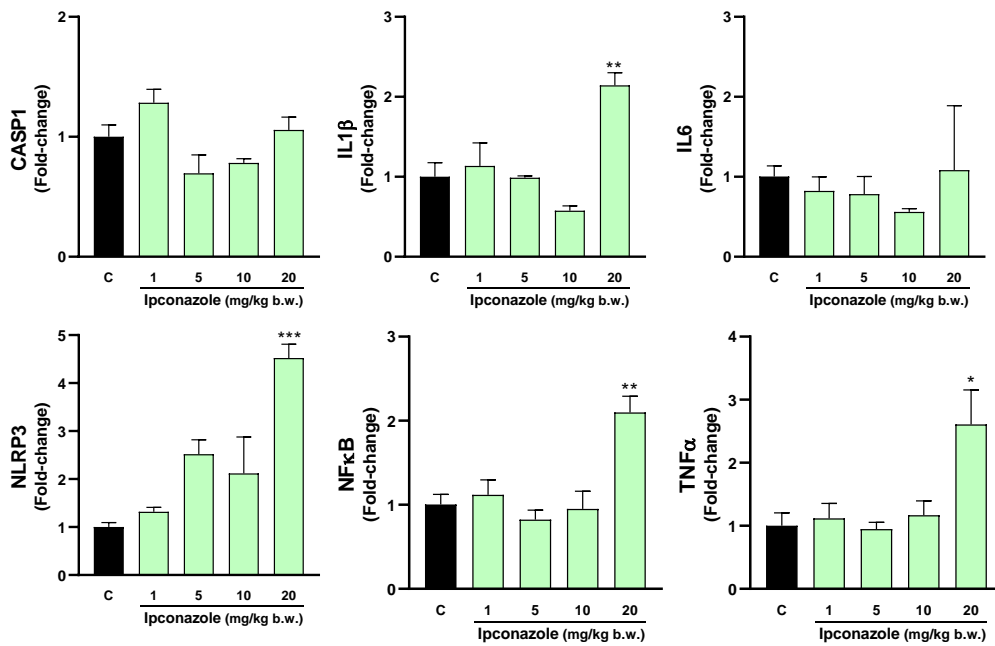 CASP1
(Fold-change)
2
1
0
C 1 5 10 20
Ipconazole (mg/kg b.w.)
IL1β
(Fold-change)
3
2
1
0
**
C 1 5 10 20
Ipconazole (mg/kg b.w.)
IL6
(Fold-change)
3
2
1
0
C 1 5 10 20
Ipconazole (mg/kg b.w.)
NLRP3
(Fold-change)
5
4
3
2
1
0
***
C 1 5 10 20
Ipconazole (mg/kg b.w.)
NFκB
(Fold-change)
3
2
1
0
**
C 1 5 10 20
Ipconazole (mg/kg b.w.)
TNFα
(Fold-change)
4
3
2
1
0
*
C 1 5 10 20
Ipconazole (mg/kg b.w.)